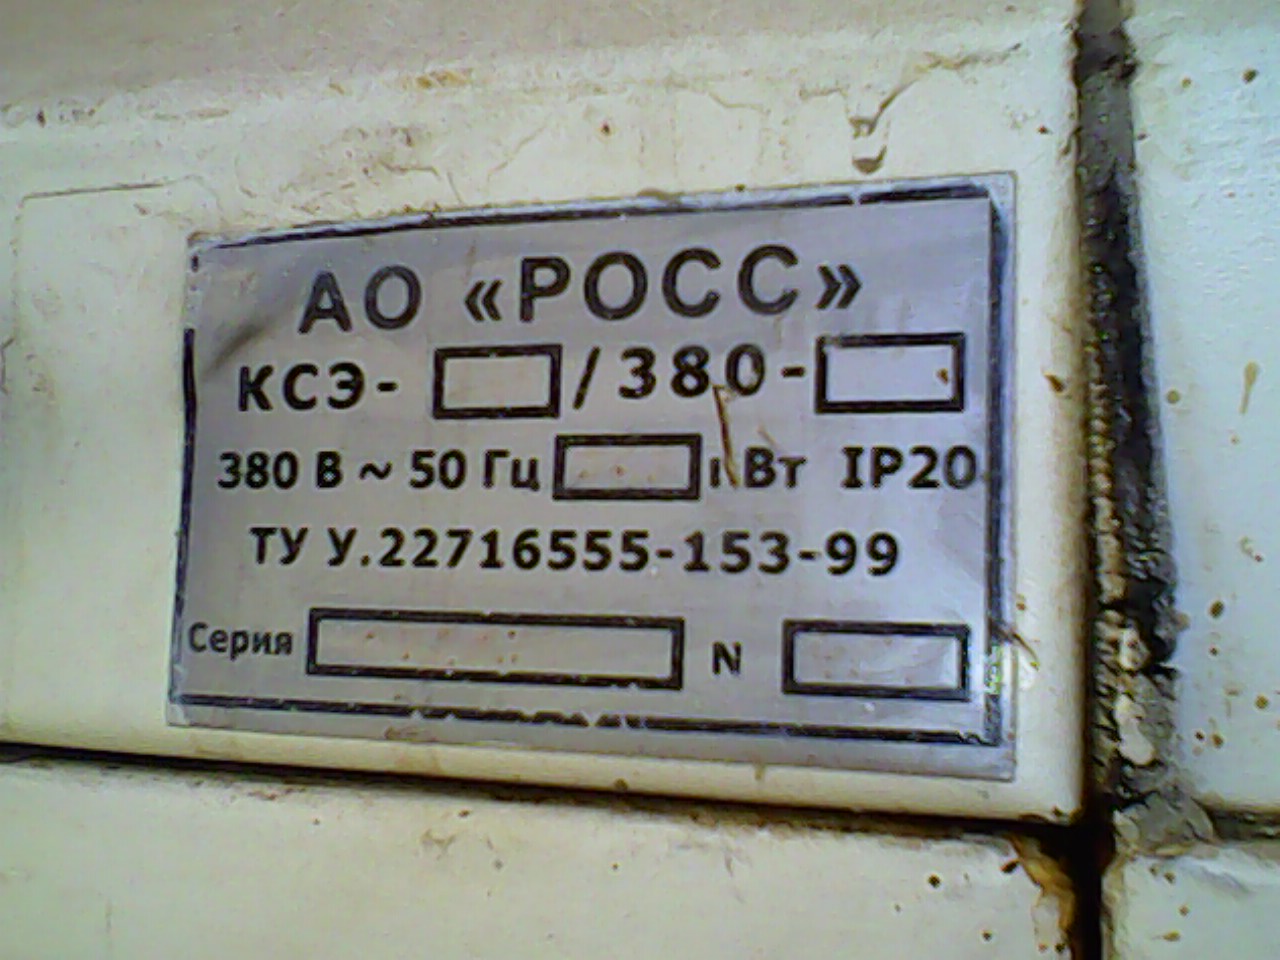 АО «РОСС»
КСЭ- /380-
380 В ~ 50 Гц кВт IP20
ТУ У.22716555-153-99
Серия N